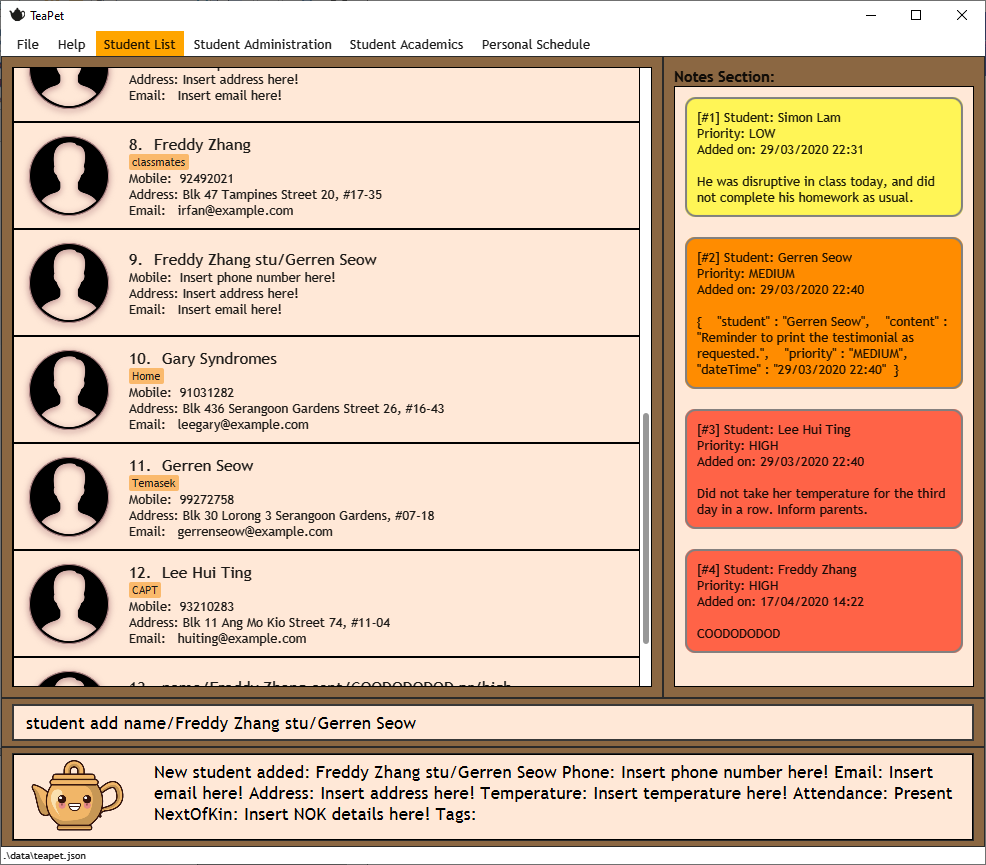 TeaPet
File Help Student List Student Administration Student Academics Personal Schedule
Address: Insert address here!
Email: Insert email here!
8. Freddy Zhang
classmates
Mobile: 92492021
Address: Blk 47 Tampines Street 20, #17-35
Email: irfan@example.com
9. Freddy Zhang stu/Gerren Seow
Mobile: Insert phone number here!
Address: Insert address here!
Email: Insert email here!
10. Gary Syndromes
Home
Mobile: 91031282
Address: Blk 436 Serangoon Gardens Street 26, #16-43
Email: leegary@example.com
11. Gerren Seow
Temasek
Mobile: 99272758
Address: Blk 30 Lorong 3 Serangoon Gardens, #07-18
Email: gerrenseow@example.com
12. Lee Hui Ting
CAPT
Mobile: 93210283
Address: Blk 11 Ang Mo Kio Street 74, #11-04
Email: huiting@example.com
13. name/Freddy Zhang cont/COODODODOD pr/high
Notes Section:
[#1] Student: Simon Lam
Priority: LOW
Added on: 29/03/2020 22:31
He was disruptive in class today, and did
not complete his homework as usual.
[#2] Student: Gerren Seow
Priority: MEDIUM
Added on: 29/03/2020 22:40
{ "student" : "Gerren Seow", "content" :
"Reminder to print the testimonial as
requested.", "priority" : "MEDIUM",
"dateTime" : "29/03/2020 22:40" }
[#3] Student: Lee Hui Ting
Priority: HIGH
Added on: 29/03/2020 22:40
Did not take her temperature for the third
day in a row. Inform parents.
[#4] Student: Freddy Zhang
Priority: HIGH
Added on: 17/04/2020 14:22
COODODODOD
student add name/Freddy Zhang stu/Gerren Seow
New student added: Freddy Zhang stu/Gerren Seow Phone: Insert phone number here! Email: Insert
email here! Address: Insert address here! Temperature: Insert temperature here! Attendance: Present
NextOfKin: Insert NOK details here! Tags:
.\data\teapet.json